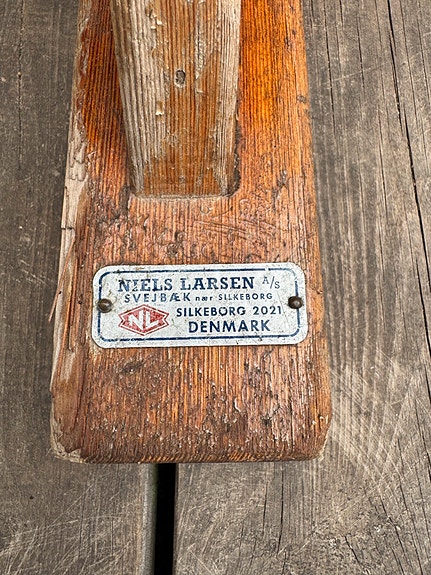 NIELS LARSEN A/S
SVEJBÆK nær SILKEBORG
NL SILKEBORG 2021
DENMARK